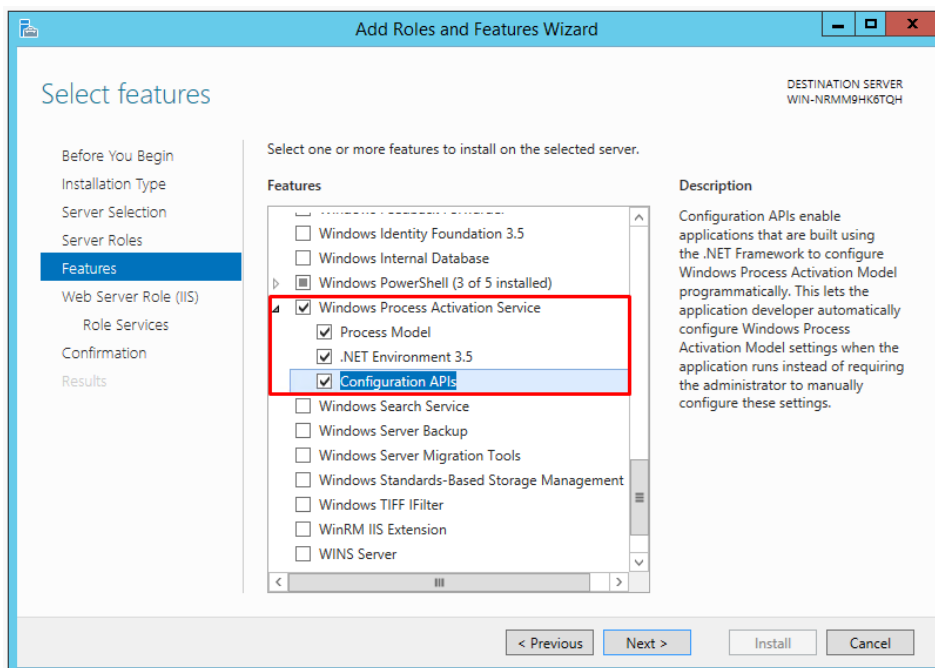 Add Roles and Features Wizard
Select features
DESTINATION SERVER
WIN-NRMM9HK6TQH
Before You Begin
Installation Type
Server Selection
Server Roles
Features
Web Server Role (IIS)
Role Services
Confirmation
Results
Select one or more features to install on the selected server.
Features
Windows Identity Foundation 3.5
Windows Internal Database
Windows PowerShell (3 of 5 installed)
Windows Process Activation Service
Process Model
.NET Environment 3.5
Configuration APIs
Windows Search Service
Windows Server Backup
Windows Server Migration Tools
Windows Standards-Based Storage Management
Windows TIFF IFilter
WinRM IIS Extension
WINS Server
Description
Configuration APIs enable
applications that are built using
the .NET Framework to configure
Windows Process Activation Model
programmatically. This lets the
application developer automatically
configure Windows Process
Activation Model settings when the
application runs instead of requiring
the administrator to manually
configure these settings.
< Previous
Next >
Install
Cancel